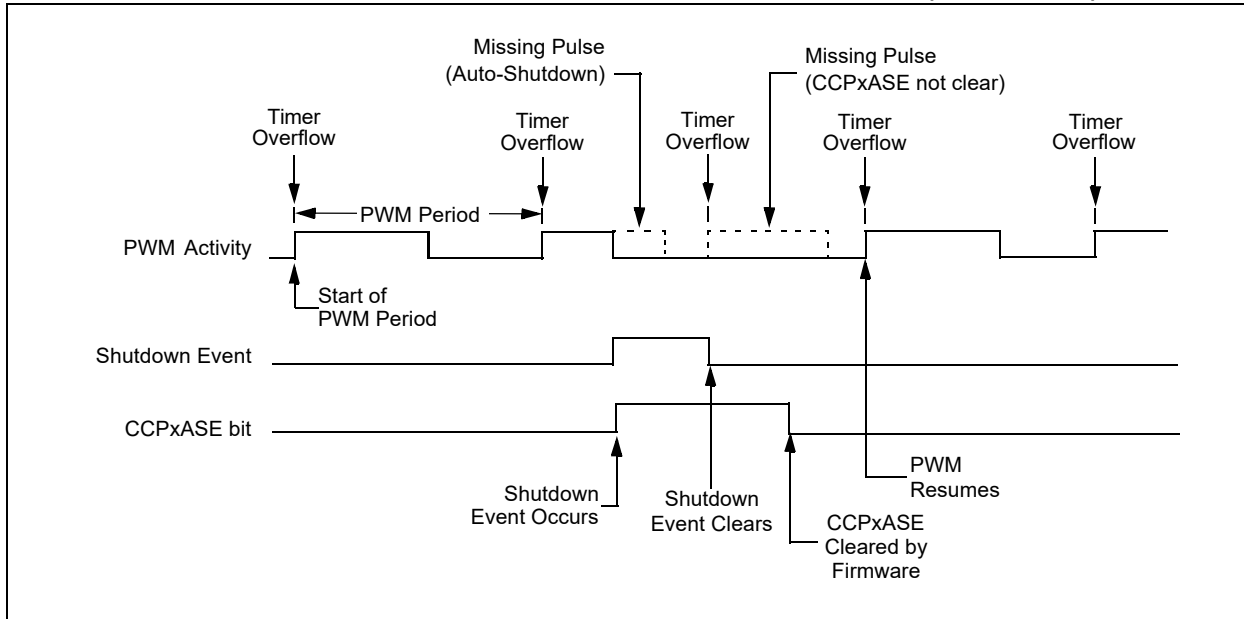 Missing Pulse
(Auto-Shutdown)
Missing Pulse
(CCPxASE not clear)
Timer
Overflow
Timer
Overflow
Timer
Overflow
Timer
Overflow
Timer
Overflow
PWM Period
PWM Activity
Start of
PWM Period
Shutdown Event
CCPxASE bit
Shutdown
Event Occurs
Shutdown
Event Clears
PWM
Resumes
CCPxASE
Cleared by
Firmware